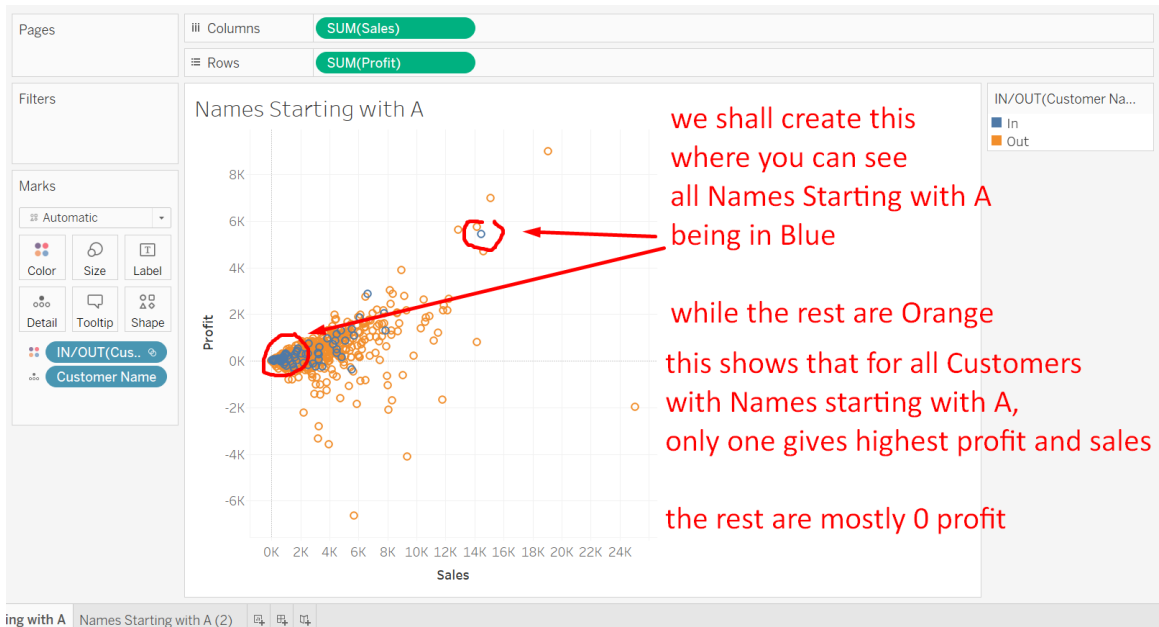 Pages
Columns
SUM(Sales)
Rows
SUM(Profit)
Filters
Marks
Automatic
Color
Size
Label
Detail
Tooltip
Shape
IN/OUT(Cus..
Customer Name
Names Starting with A
8K
6K
4K
2K
0K
-2K
-4K
-6K
Profit
0K 2K 4K 6K 8K 10K 12K 14K 16K 18K 20K 22K 24K
Sales
we shall create this
where you can see
all Names Starting with A
being in Blue
while the rest are Orange
this shows that for all Customers
with Names starting with A,
only one gives highest profit and sales
the rest are mostly 0 profit
IN/OUT(Customer Na...
In
Out
ing with A
Names Starting with A (2)